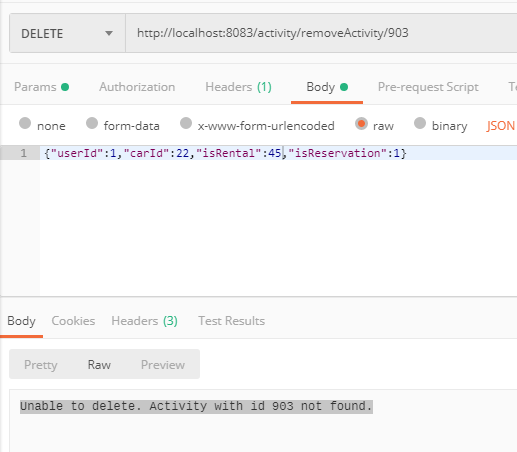 DELETE http://localhost:8083/activity/removeActivity/903
Params Authorization Headers (1) Body Pre-request Script
none form-data x-www-form-urlencoded raw binary JSON
1 {"userId":1,"carId":22,"isRental":45,"isReservation":1}
Body Cookies Headers (3) Test Results
Pretty Raw Preview
Unable to delete. Activity with id 903 not found.